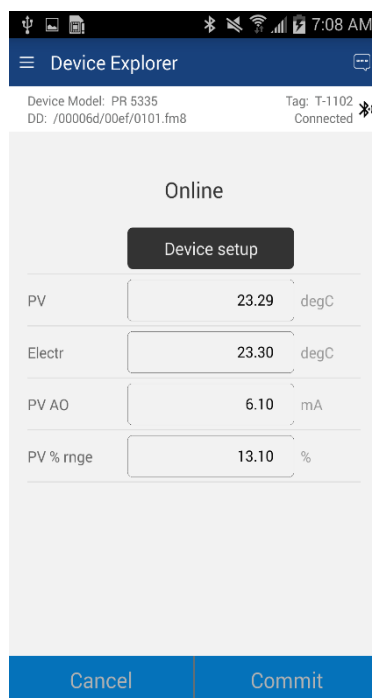 7:08 AM
Device Explorer
Device Model: PR 5335 Tag: T-1102
DD: /00006d/00ef/0101.fm8 Connected
Online
Device setup
PV 23.29 degC
Electr 23.30 degC
PV AO 6.10 mA
PV % rnge 13.10 %
Cancel Commit